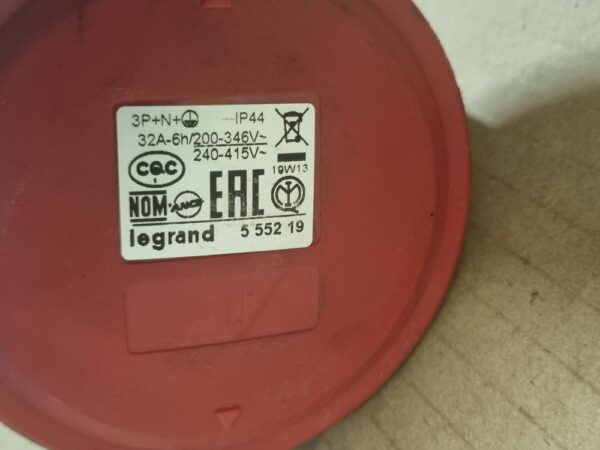 3P+N+⏚ IP44
32A-6h/200-346V~
240-415V~
19W13
CQC
NOM ANCE EAC
legrand 5 552 19